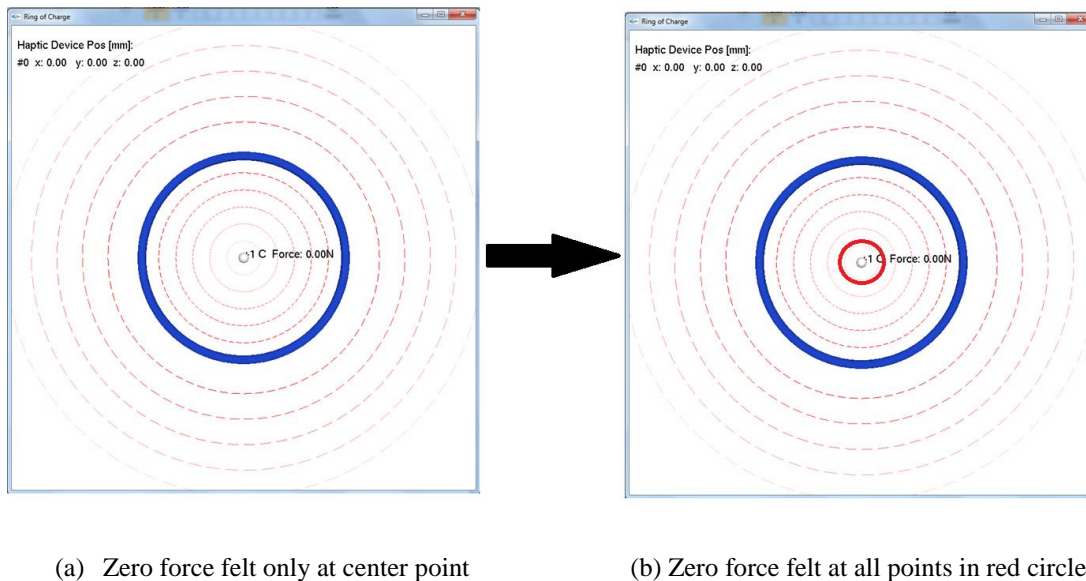 Ring of Charge
Haptic Device Pos [mm]:
#0 x: 0.00 y: 0.00 z: 0.00
Force: 0.00N
Ring of Charge
Haptic Device Pos [mm]:
#0 x: 0.00 y: 0.00 z: 0.00
Force: 0.00N
(a) Zero force felt only at center point
(b) Zero force felt at all points in red circle